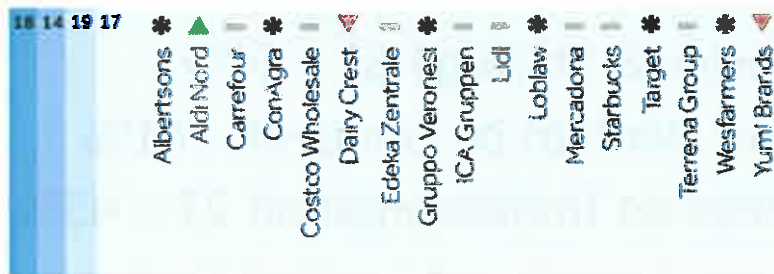 18 14 19 17
Albertsons
Aldi Nord
Carrefour
ConAgra
Costco Wholesale
Dairy Crest
Edeka Zentrale
Gruppo Veronesi
ICA Gruppen
Lidl
Loblaw
Mercadona
Starbucks
Target
Terrena Group
Wesfarmers
Yum! Brands